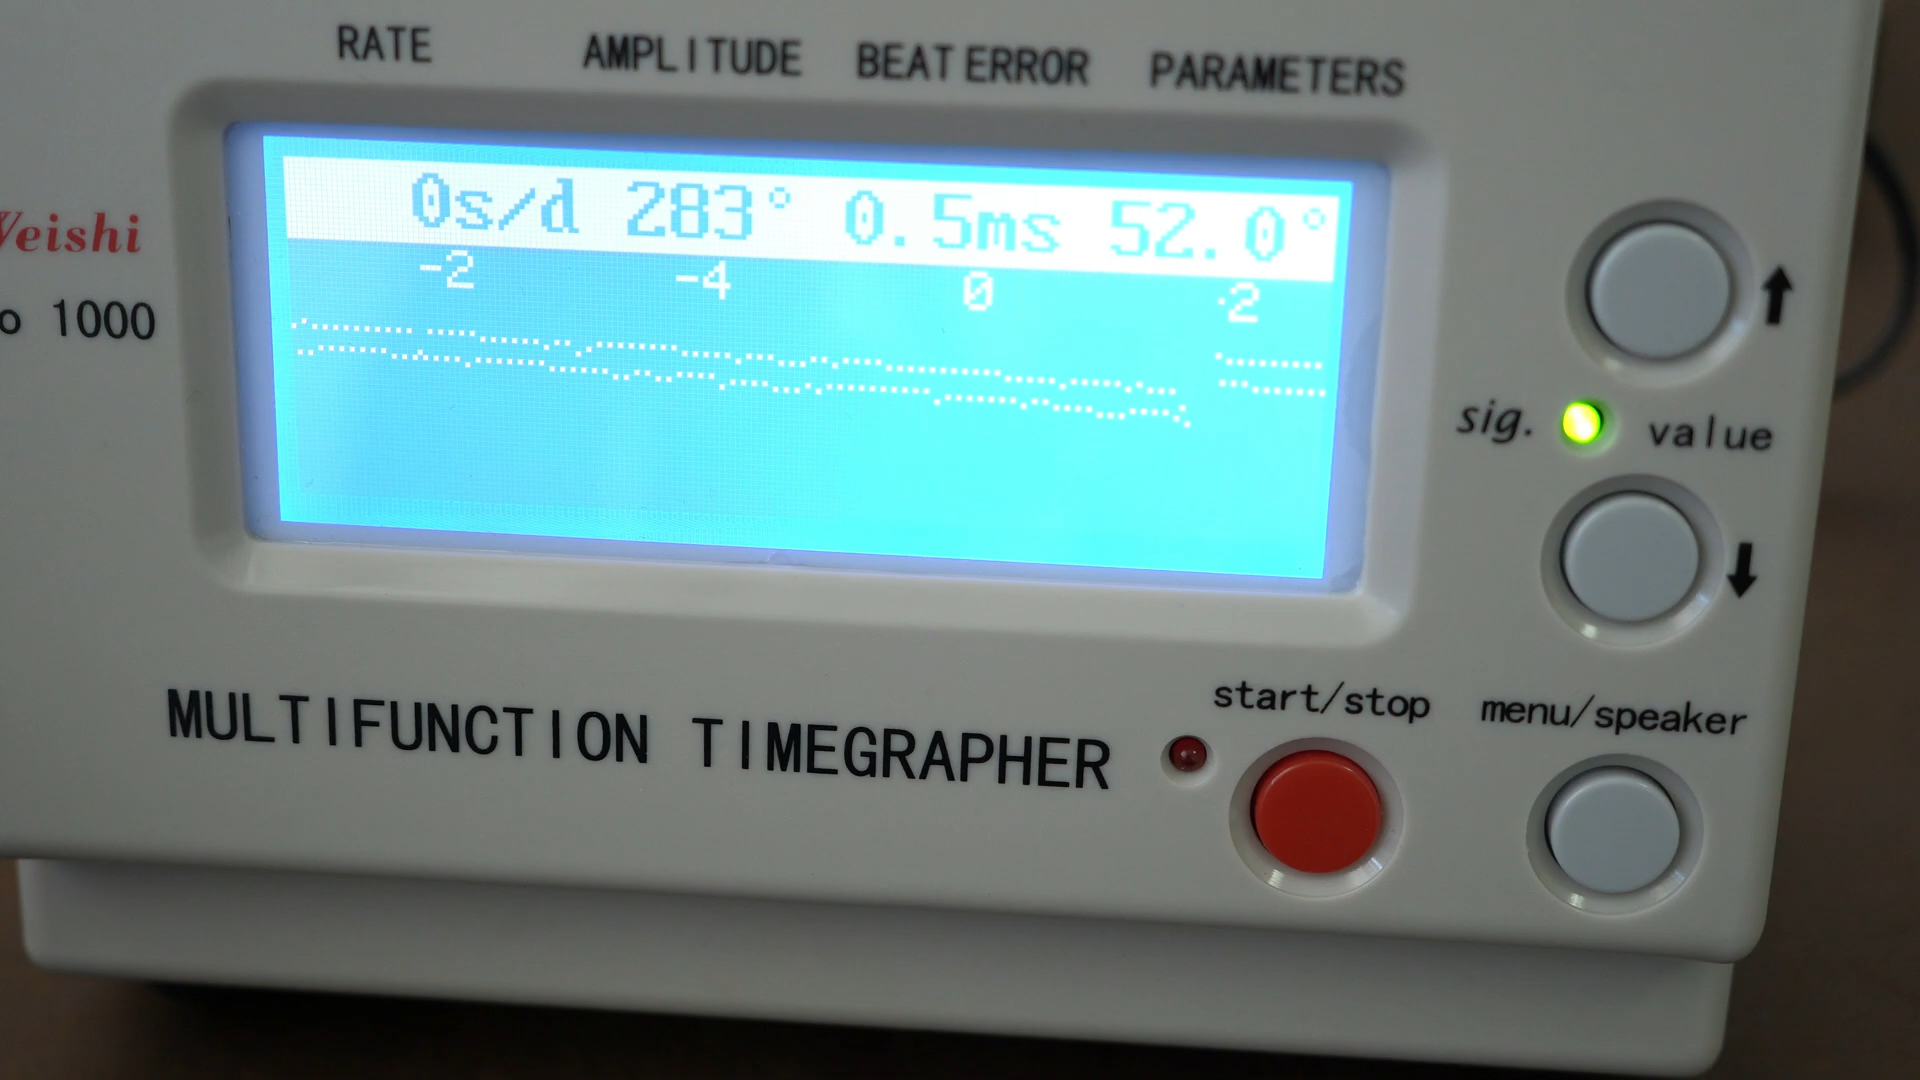 RATE AMPLITUDE BEAT ERROR PARAMETERS
0s/d 283° 0.5ms 52.0°
-2 -4 0 -2
Weishi
o 1000
sig. value
start/stop menu/speaker
MULTIFUNCTION TIMEGRAPHER